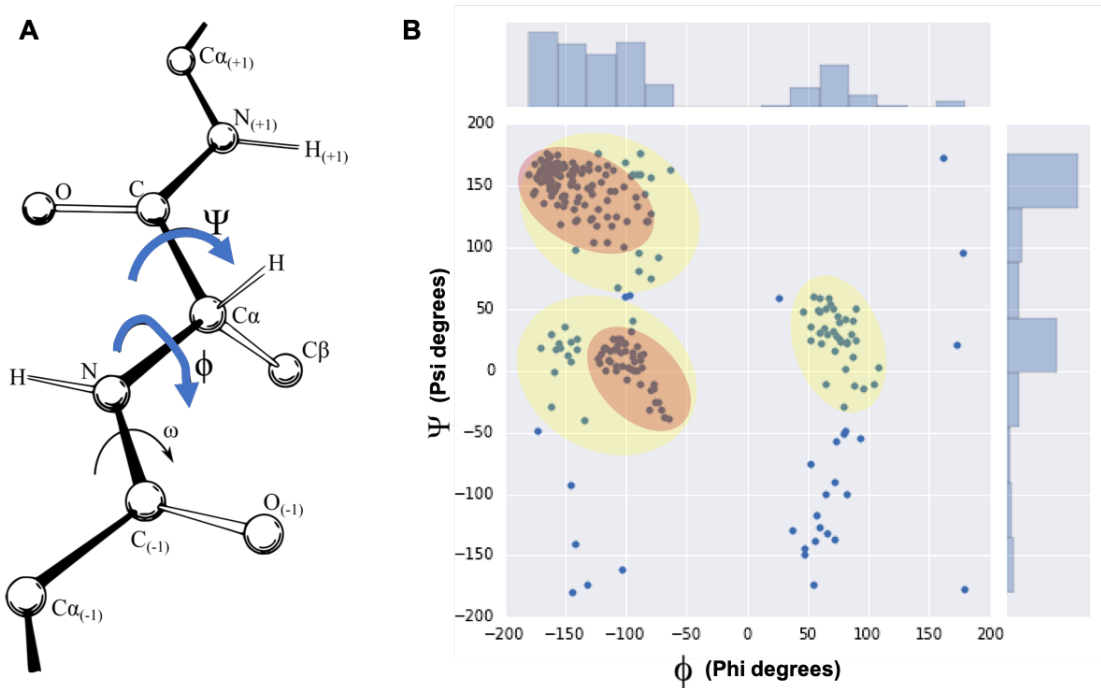 A
Cα(+1)
N(+1)
H(+1)
O
C
Ψ
H
Cα
Cβ
ϕ
N
H
ω
O(-1)
C(-1)
Cα(-1)
B
200
150
100
50
0
−50
−100
−150
−200
Ψ (Psi degrees)
−200 −150 −100 −50 0 50 100 150 200
ϕ (Phi degrees)